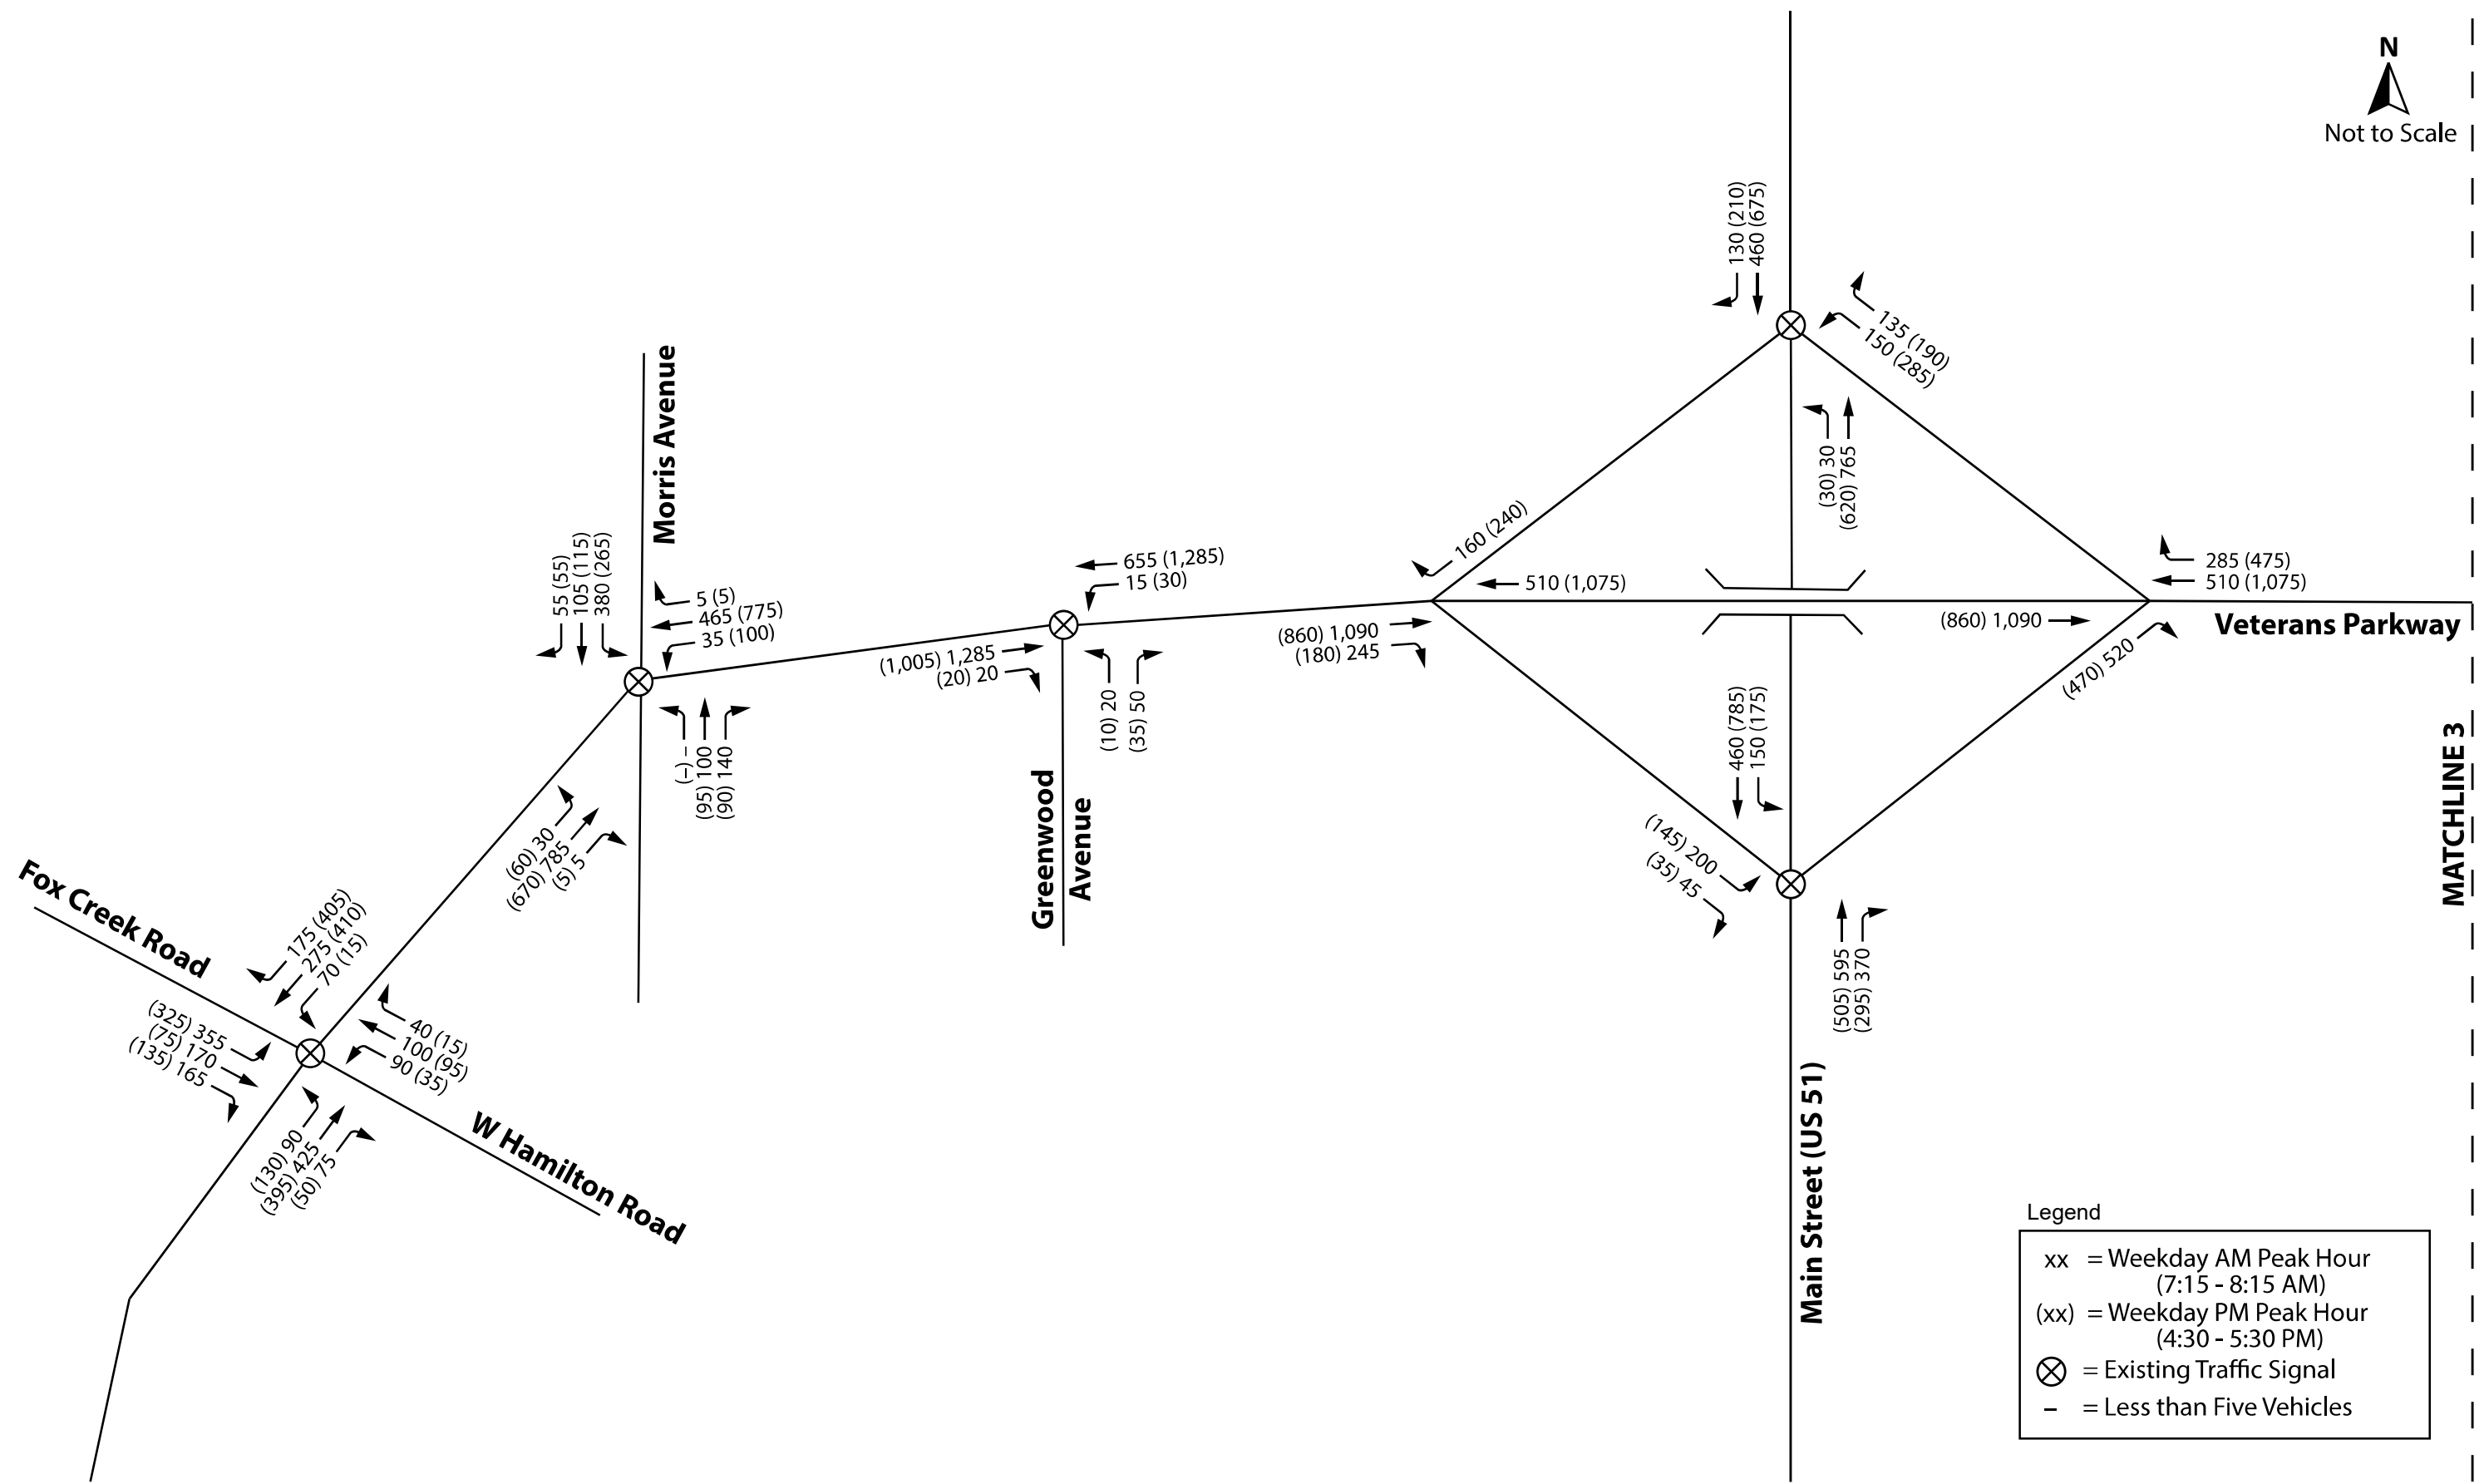 N
Not to Scale
130 (210)
460 (675)
135 (190)
150 (285)
(30) 30
(620) 765
Morris Avenue
55 (55)
105 (115)
380 (265)
5 (5)
465 (775)
35 (100)
655 (1,285)
15 (30)
160 (240)
510 (1,075)
285 (475)
510 (1,075)
Veterans Parkway
(860) 1,090
(470) 520
(860) 1,090
(180) 245
(1,005) 1,285
(20) 20
(10) 20
(35) 50
(–) –
(95) 100
(90) 140
Greenwood
Avenue
460 (785)
150 (175)
(145) 200
(35) 45
(505) 595
(295) 370
MATCHLINE 3
(60) 30
(670) 785
(5) 5
Fox Creek Road
175 (405)
275 (410)
70 (15)
(325) 355
(75) 170
(135) 165
40 (15)
100 (95)
90 (35)
(130) 90
(395) 425
(50) 75
W Hamilton Road
Main Street (US 51)
Legend
xx = Weekday AM Peak Hour
(7:15 - 8:15 AM)
(xx) = Weekday PM Peak Hour
(4:30 - 5:30 PM)
= Existing Traffic Signal
– = Less than Five Vehicles